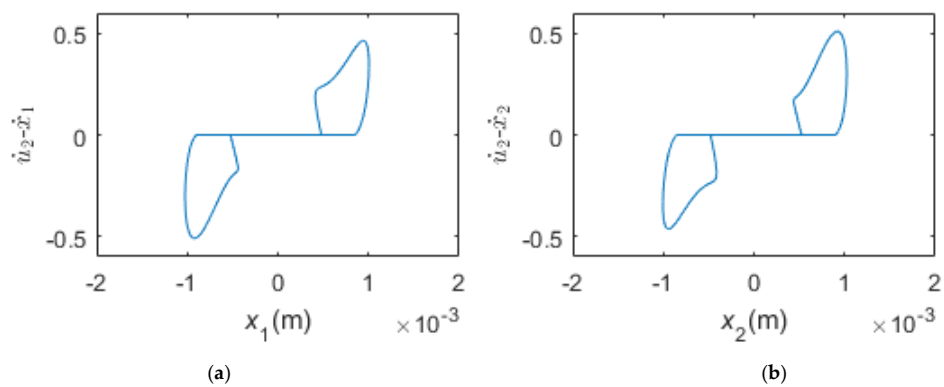 0.5
0
-0.5
u̇₂-ẋ₁
-2 -1 0 1 2
x₁(m) ×10⁻³
(a)
0.5
0
-0.5
u̇₂-ẋ₂
-2 -1 0 1 2
x₂(m) ×10⁻³
(b)